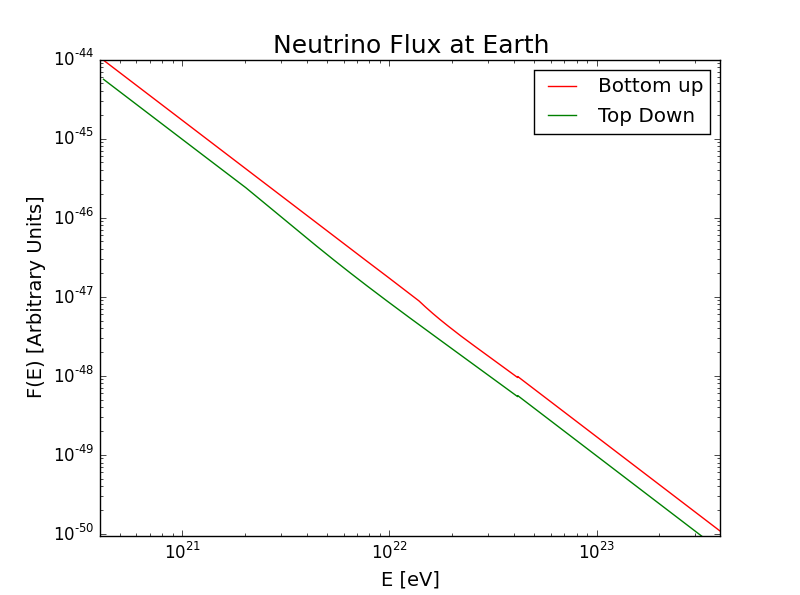 Neutrino Flux at Earth
Bottom up
Top Down
F(E) [Arbitrary Units]
10^-44
10^-45
10^-46
10^-47
10^-48
10^-49
10^-50
10^21 10^22 10^23
E [eV]